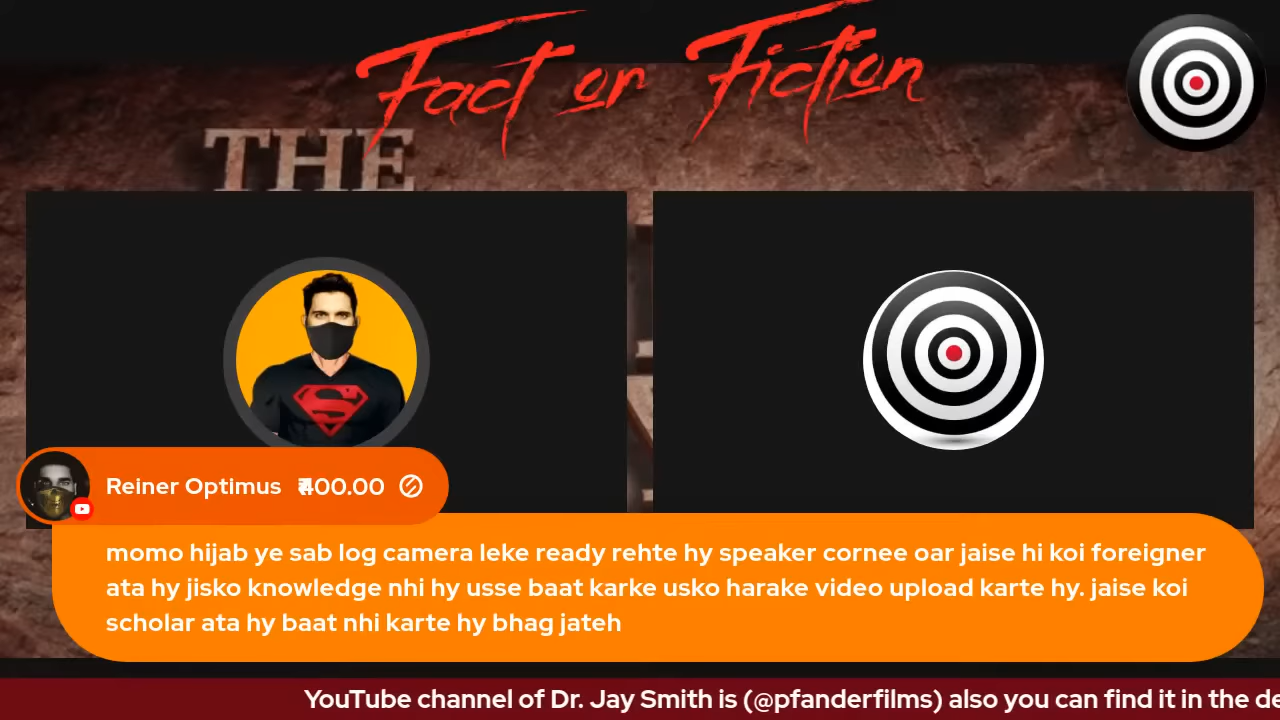 Fact or Fiction
THE
Reiner Optimus ₹400.00
momo hijab ye sab log camera leke ready rehte hy speaker cornee oar jaise hi koi foreigner
ata hy jisko knowledge nhi hy usse baat karke usko harake video upload karte hy. jaise koi
scholar ata hy baat nhi karte hy bhag jateh
YouTube channel of Dr. Jay Smith is (@pfanderfilms) also you can find it in the de